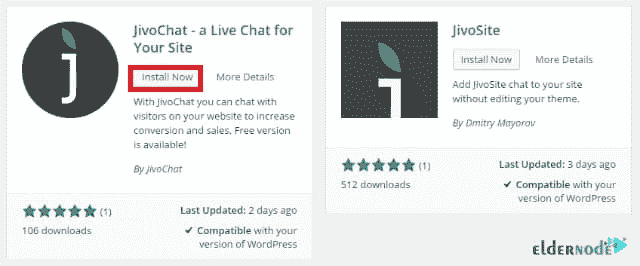 JivoChat - a Live Chat for
Your Site
Install Now
More Details
With JivoChat you can chat with
visitors on your website to increase
conversion and sales. Free version
is available!
By JivoChat
(1)
106 downloads
Last Updated: 2 days ago
✔ Compatible with your
version of WordPress
JivoSite
Install Now
More Details
Add JivoSite chat to your site
without editing your theme.
By Dmitry Mayorov
(1)
512 downloads
Last Updated: 3 days ago
✔ Compatible with your
version of WordPress
eldernode